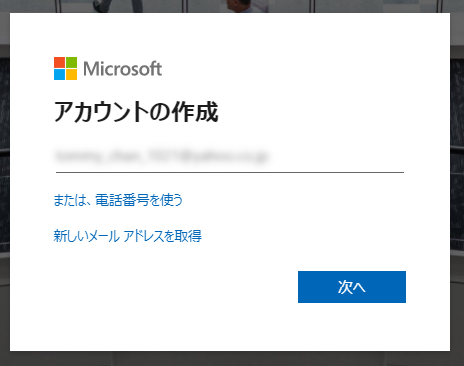 Microsoft
アカウントの作成
または、電話番号を使う
新しいメール アドレスを取得
次へ